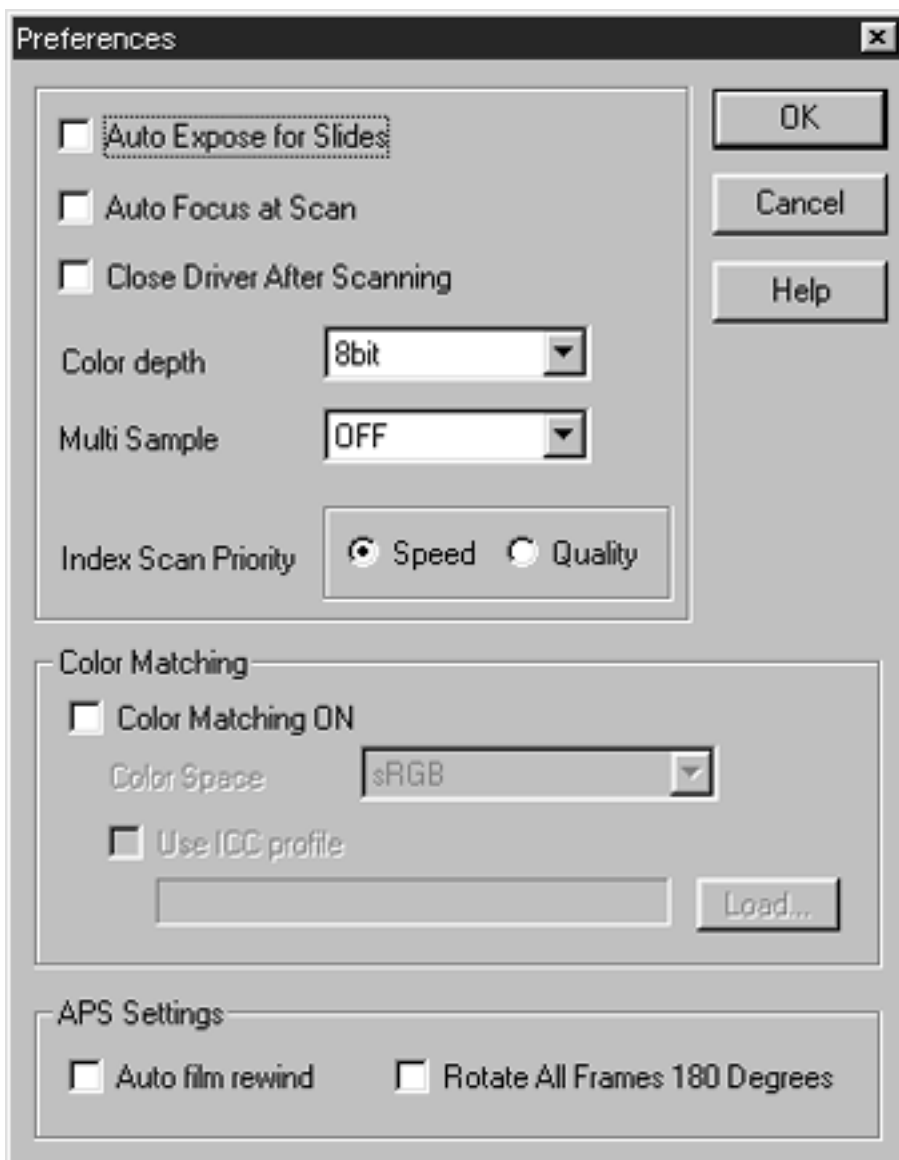 Preferences
Auto Expose for Slides
OK
Auto Focus at Scan
Cancel
Close Driver After Scanning
Help
Color depth 8bit
Multi Sample OFF
Index Scan Priority Speed Quality
Color Matching
Color Matching ON
Color Space sRGB
Use ICC profile
Load...
APS Settings
Auto film rewind Rotate All Frames 180 Degrees